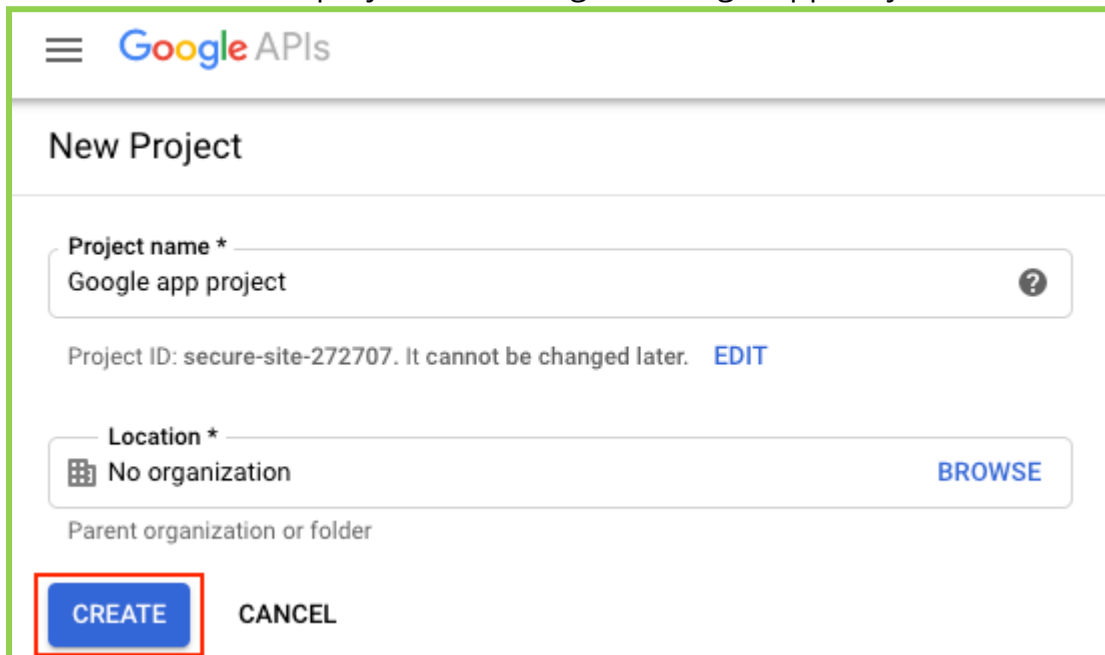 Google APIs
New Project
Project name *
Google app project
Project ID: secure-site-272707. It cannot be changed later. EDIT
Location *
No organization BROWSE
Parent organization or folder
CREATE CANCEL